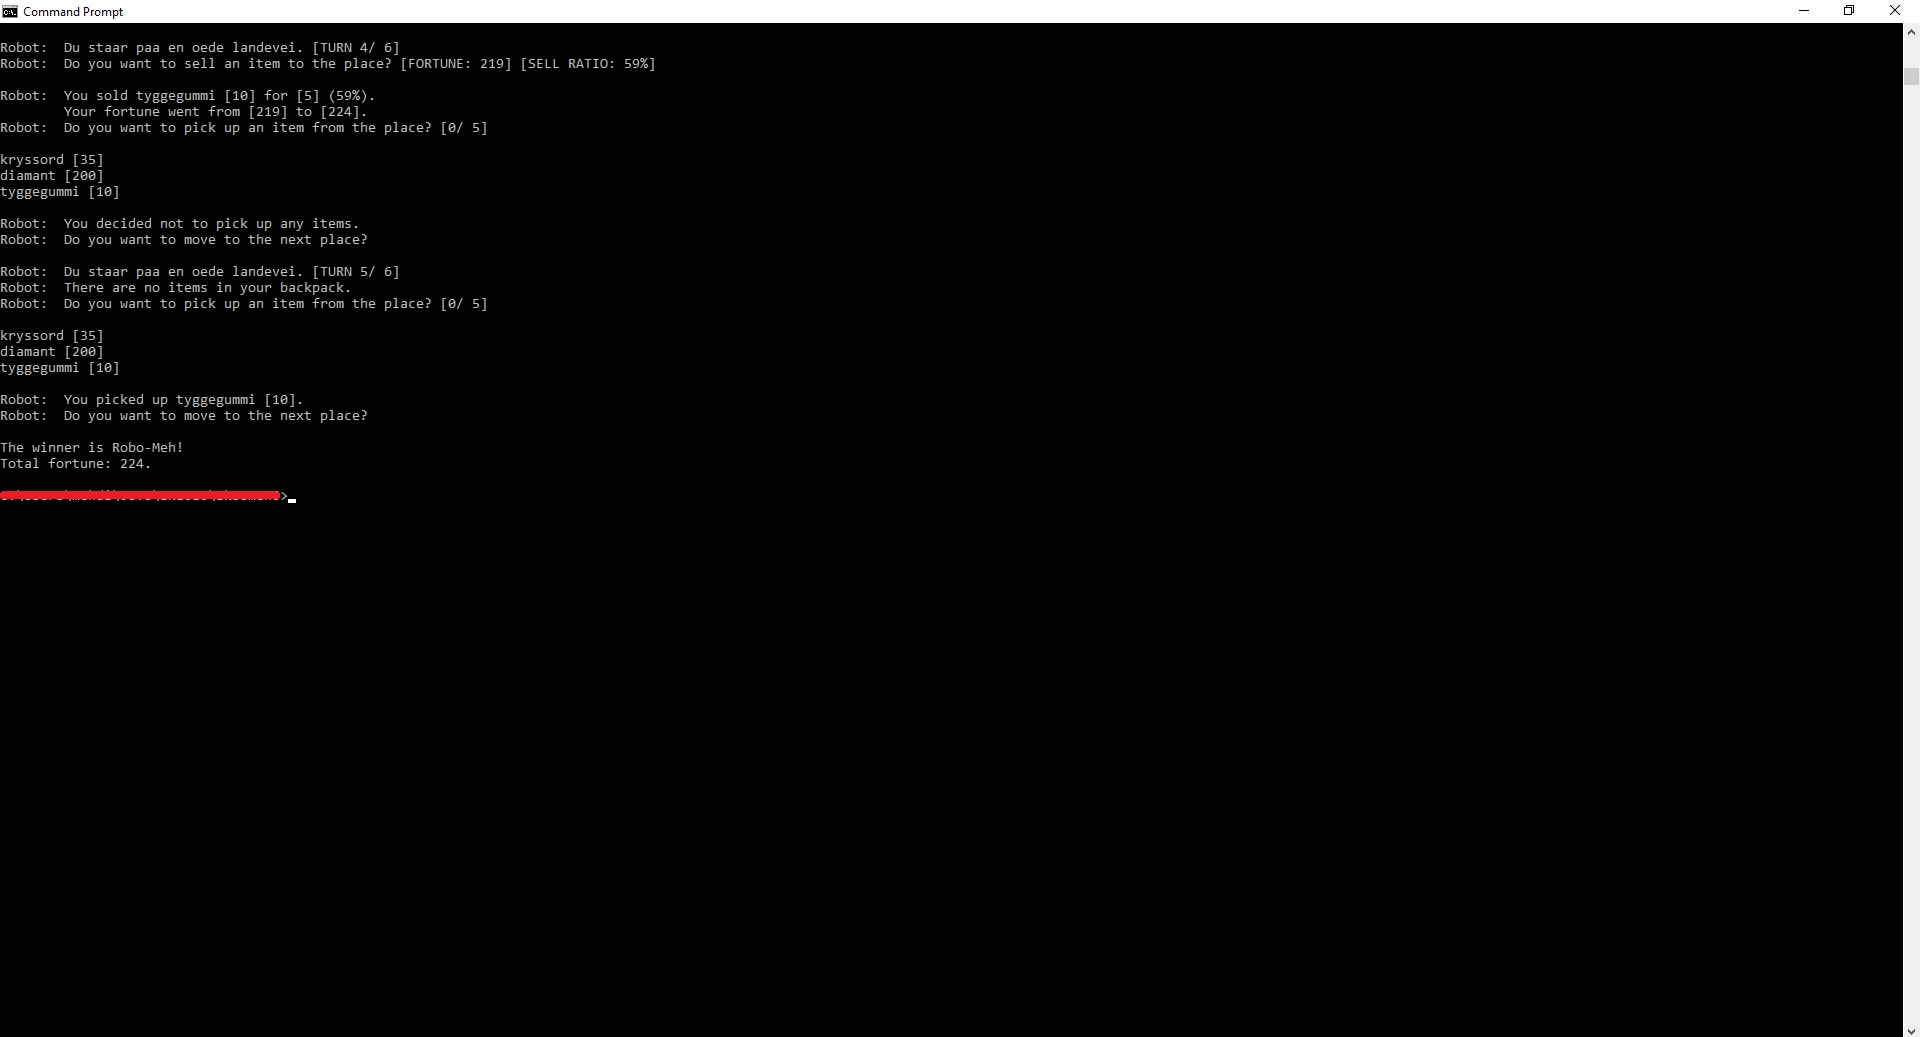 Command Prompt
Robot:  Du staar paa en oede landevei. [TURN 4/ 6]
Robot:  Do you want to sell an item to the place? [FORTUNE: 219] [SELL RATIO: 59%]
Robot:  You sold tyggegummi [10] for [5] (59%).
Your fortune went from [219] to [224].
Robot:  Do you want to pick up an item from the place? [0/ 5]
kryssord [35]
diamant [200]
tyggegummi [10]
Robot:  You decided not to pick up any items.
Robot:  Do you want to move to the next place?
Robot:  Du staar paa en oede landevei. [TURN 5/ 6]
Robot:  There are no items in your backpack.
Robot:  Do you want to pick up an item from the place? [0/ 5]
kryssord [35]
diamant [200]
tyggegummi [10]
Robot:  You picked up tyggegummi [10].
Robot:  Do you want to move to the next place?
The winner is Robo-Meh!
Total fortune: 224.
>